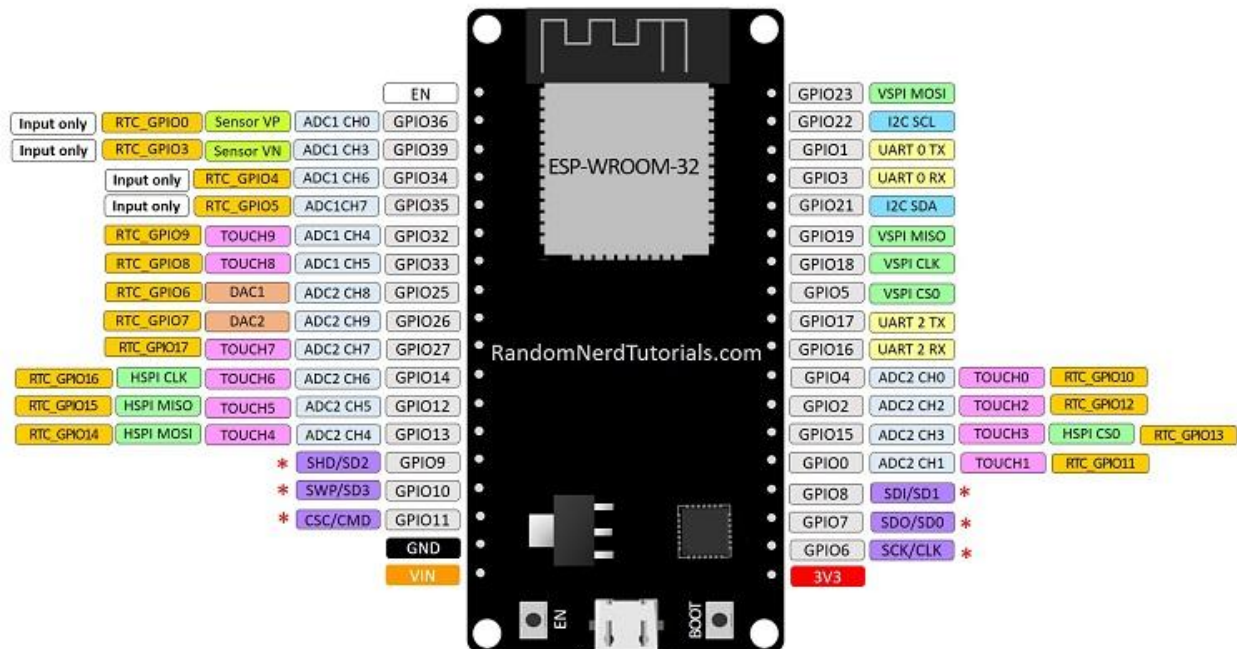 EN GPIO23 VSPI MOSI
Input only RTC_GPIO0 Sensor VP ADC1 CH0 GPIO36 GPIO22 I2C SCL
Input only RTC_GPIO3 Sensor VN ADC1 CH3 GPIO39 GPIO1 UART 0 TX
Input only RTC_GPIO4 ADC1 CH6 GPIO34 ESP-WROOM-32 GPIO3 UART 0 RX
Input only RTC_GPIO5 ADC1CH7 GPIO35 GPIO21 I2C SDA
RTC_GPIO9 TOUCH9 ADC1 CH4 GPIO32 GPIO19 VSPI MISO
RTC_GPIO8 TOUCH8 ADC1 CH5 GPIO33 GPIO18 VSPI CLK
RTC_GPIO6 DAC1 ADC2 CH8 GPIO25 GPIO5 VSPI CS0
RTC_GPIO7 DAC2 ADC2 CH9 GPIO26 GPIO17 UART 2 TX
RTC_GPIO17 TOUCH7 ADC2 CH7 GPIO27 RandomNerdTutorials.com GPIO16 UART 2 RX
RTC_GPIO16 HSPI CLK TOUCH6 ADC2 CH6 GPIO14 GPIO4 ADC2 CH0 TOUCH0 RTC_GPIO10
RTC_GPIO15 HSPI MISO TOUCH5 ADC2 CH5 GPIO12 GPIO2 ADC2 CH2 TOUCH2 RTC_GPIO12
RTC_GPIO14 HSPI MOSI TOUCH4 ADC2 CH4 GPIO13 GPIO15 ADC2 CH3 TOUCH3 HSPI CS0 RTC_GPIO13
* SHD/SD2 GPIO9 GPIO0 ADC2 CH1 TOUCH1 RTC_GPIO11
* SWP/SD3 GPIO10 GPIO8 SDI/SD1 *
* CSC/CMD GPIO11 GPIO7 SDO/SD0 *
GND GPIO6 SCK/CLK *
VIN 3V3
EN BOOT